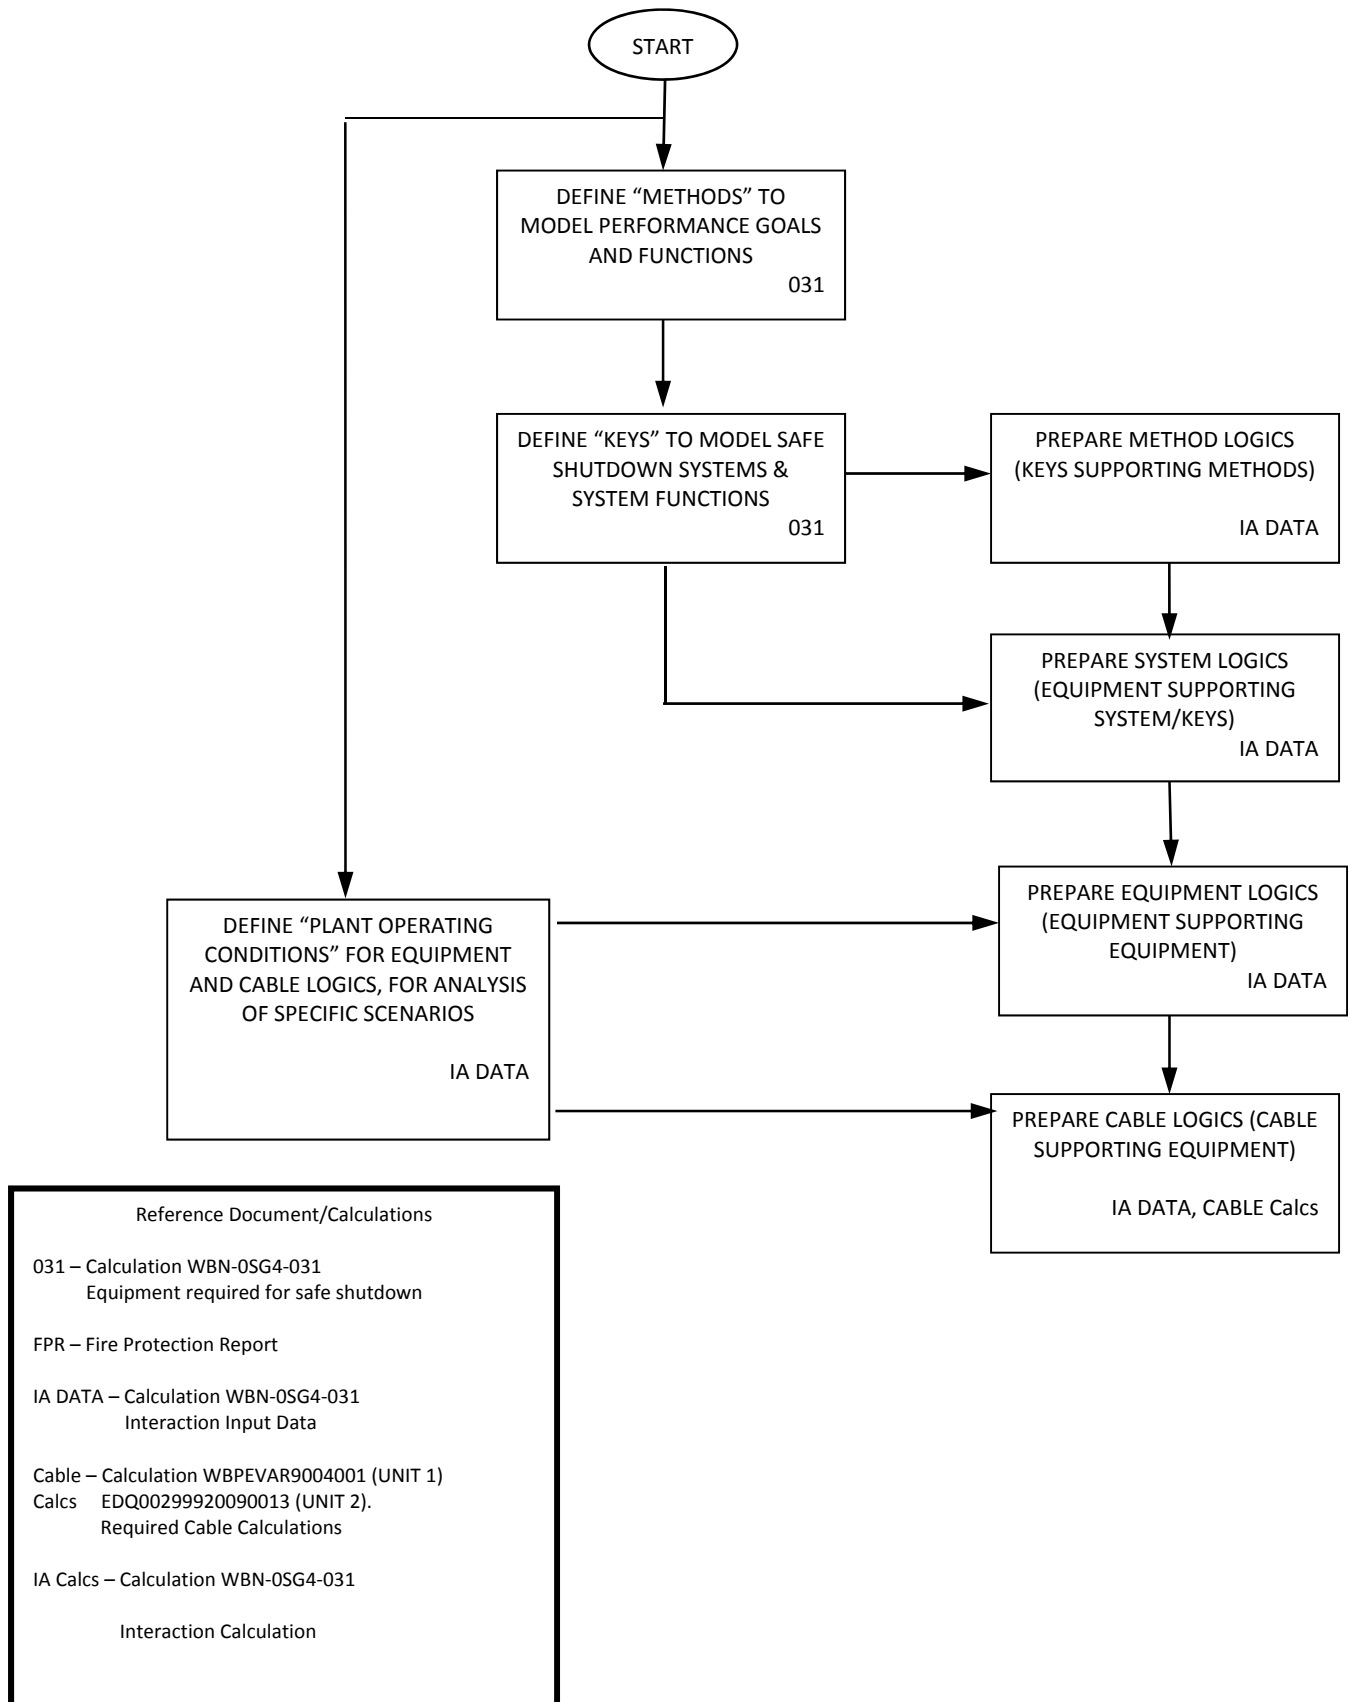 START
DEFINE “METHODS” TO
MODEL PERFORMANCE GOALS
AND FUNCTIONS
031
DEFINE “KEYS” TO MODEL SAFE
SHUTDOWN SYSTEMS &
SYSTEM FUNCTIONS
031
PREPARE METHOD LOGICS
(KEYS SUPPORTING METHODS)
IA DATA
PREPARE SYSTEM LOGICS
(EQUIPMENT SUPPORTING
SYSTEM/KEYS)
IA DATA
PREPARE EQUIPMENT LOGICS
(EQUIPMENT SUPPORTING
EQUIPMENT)
IA DATA
DEFINE “PLANT OPERATING
CONDITIONS” FOR EQUIPMENT
AND CABLE LOGICS, FOR ANALYSIS
OF SPECIFIC SCENARIOS
IA DATA
PREPARE CABLE LOGICS (CABLE
SUPPORTING EQUIPMENT)
IA DATA, CABLE Calcs
Reference Document/Calculations
031 – Calculation WBN-0SG4-031
Equipment required for safe shutdown
FPR – Fire Protection Report
IA DATA – Calculation WBN-0SG4-031
Interaction Input Data
Cable – Calculation WBPEVAR9004001 (UNIT 1)
Calcs EDQ00299920090013 (UNIT 2).
Required Cable Calculations
IA Calcs – Calculation WBN-0SG4-031
Interaction Calculation